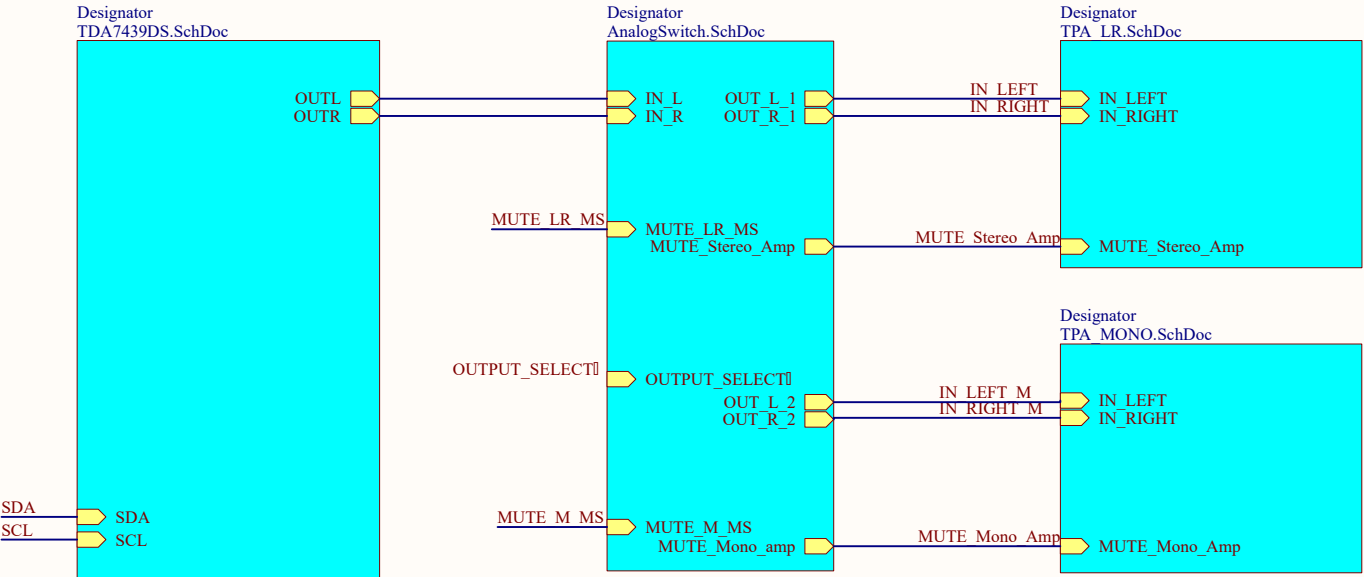 Designator
TDA7439DS.SchDoc
OUTL
OUTR
SDA
SCL
SDA
SCL
Designator
AnalogSwitch.SchDoc
IN_L
IN_R
OUT_L_1
OUT_R_1
MUTE_LR_MS
MUTE_LR_MS
MUTE_Stereo_Amp
OUTPUT_SELECT▯
OUTPUT_SELECT▯
OUT_L_2
OUT_R_2
MUTE_M_MS
MUTE_M_MS
MUTE_Mono_amp
IN_LEFT
IN_RIGHT
MUTE_Stereo_Amp
IN_LEFT_M
IN_RIGHT_M
MUTE_Mono_Amp
Designator
TPA_LR.SchDoc
IN_LEFT
IN_RIGHT
MUTE_Stereo_Amp
Designator
TPA_MONO.SchDoc
IN_LEFT
IN_RIGHT
MUTE_Mono_Amp